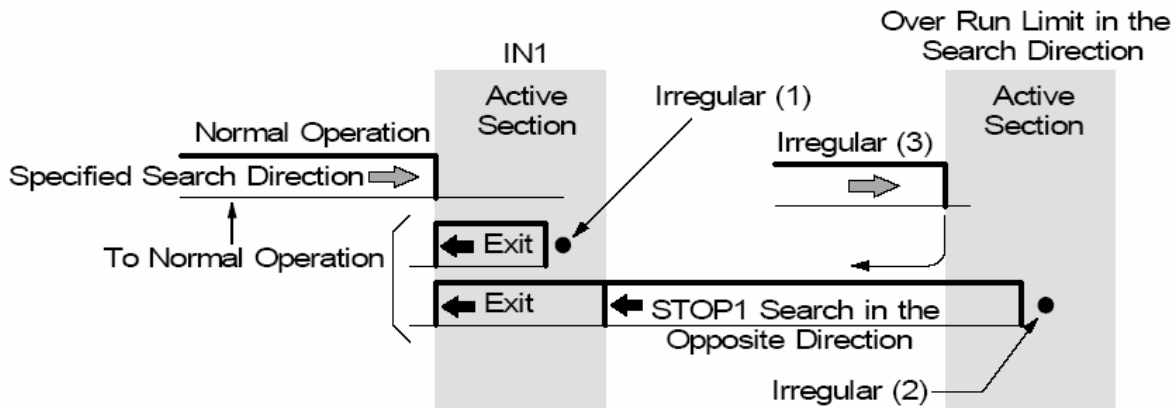 Over Run Limit in the
Search Direction
IN1
Active
Section
Irregular (1)
Active
Section
Normal Operation
Irregular (3)
Specified Search Direction
Exit
To Normal Operation
Exit
STOP1 Search in the
Opposite Direction
Irregular (2)